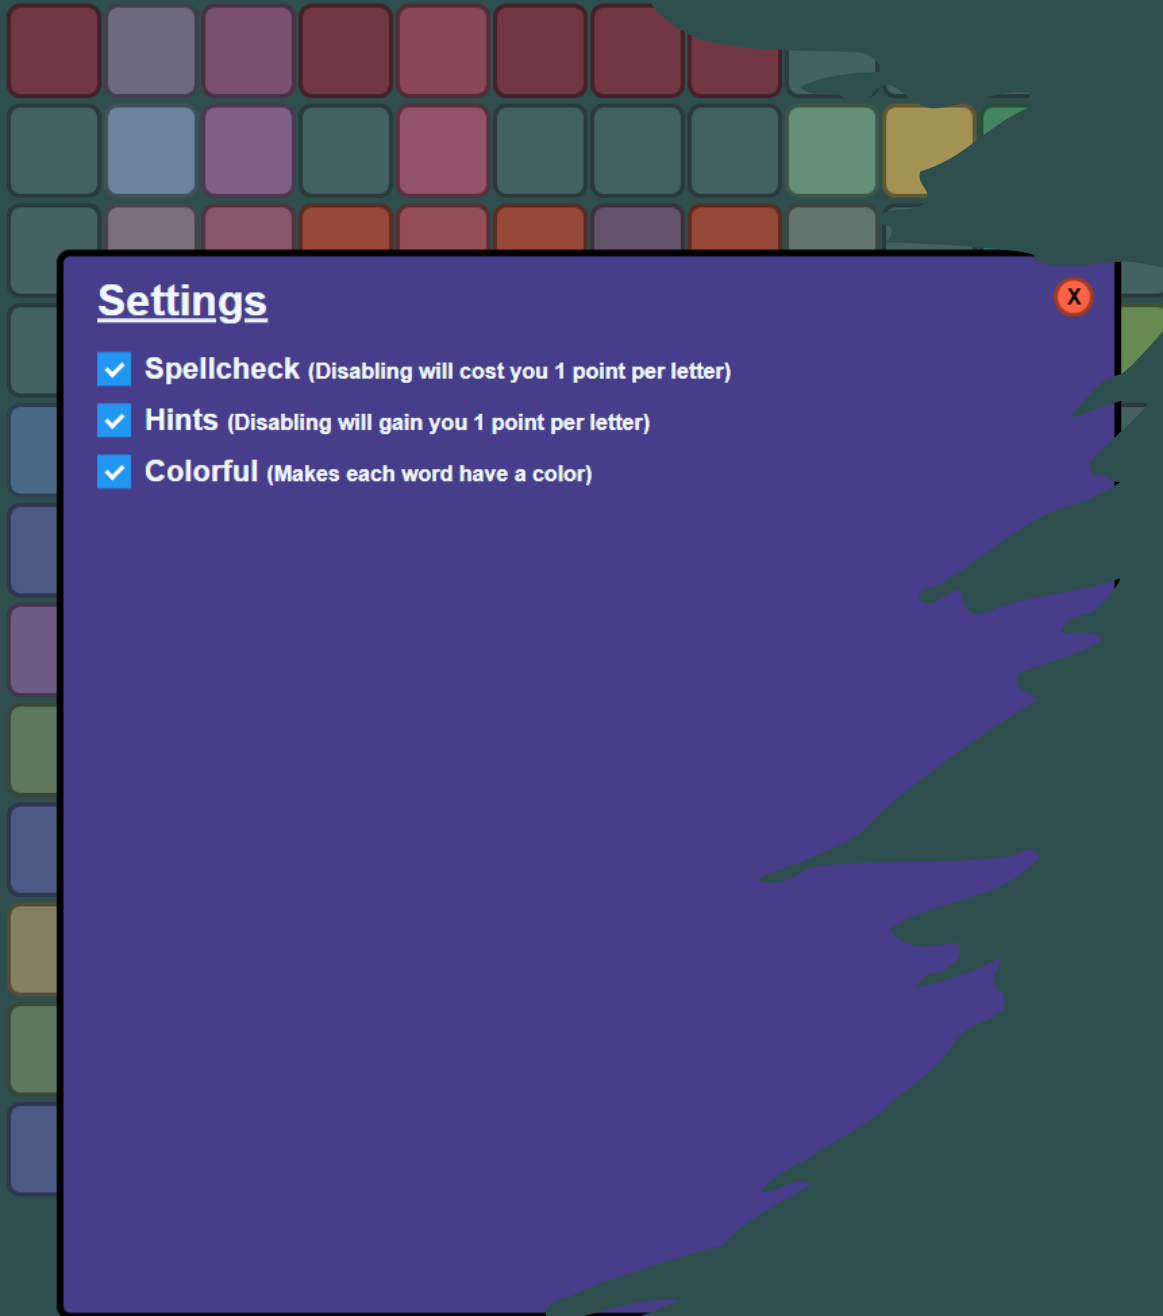 Settings
X
Spellcheck (Disabling will cost you 1 point per letter)
Hints (Disabling will gain you 1 point per letter)
Colorful (Makes each word have a color)